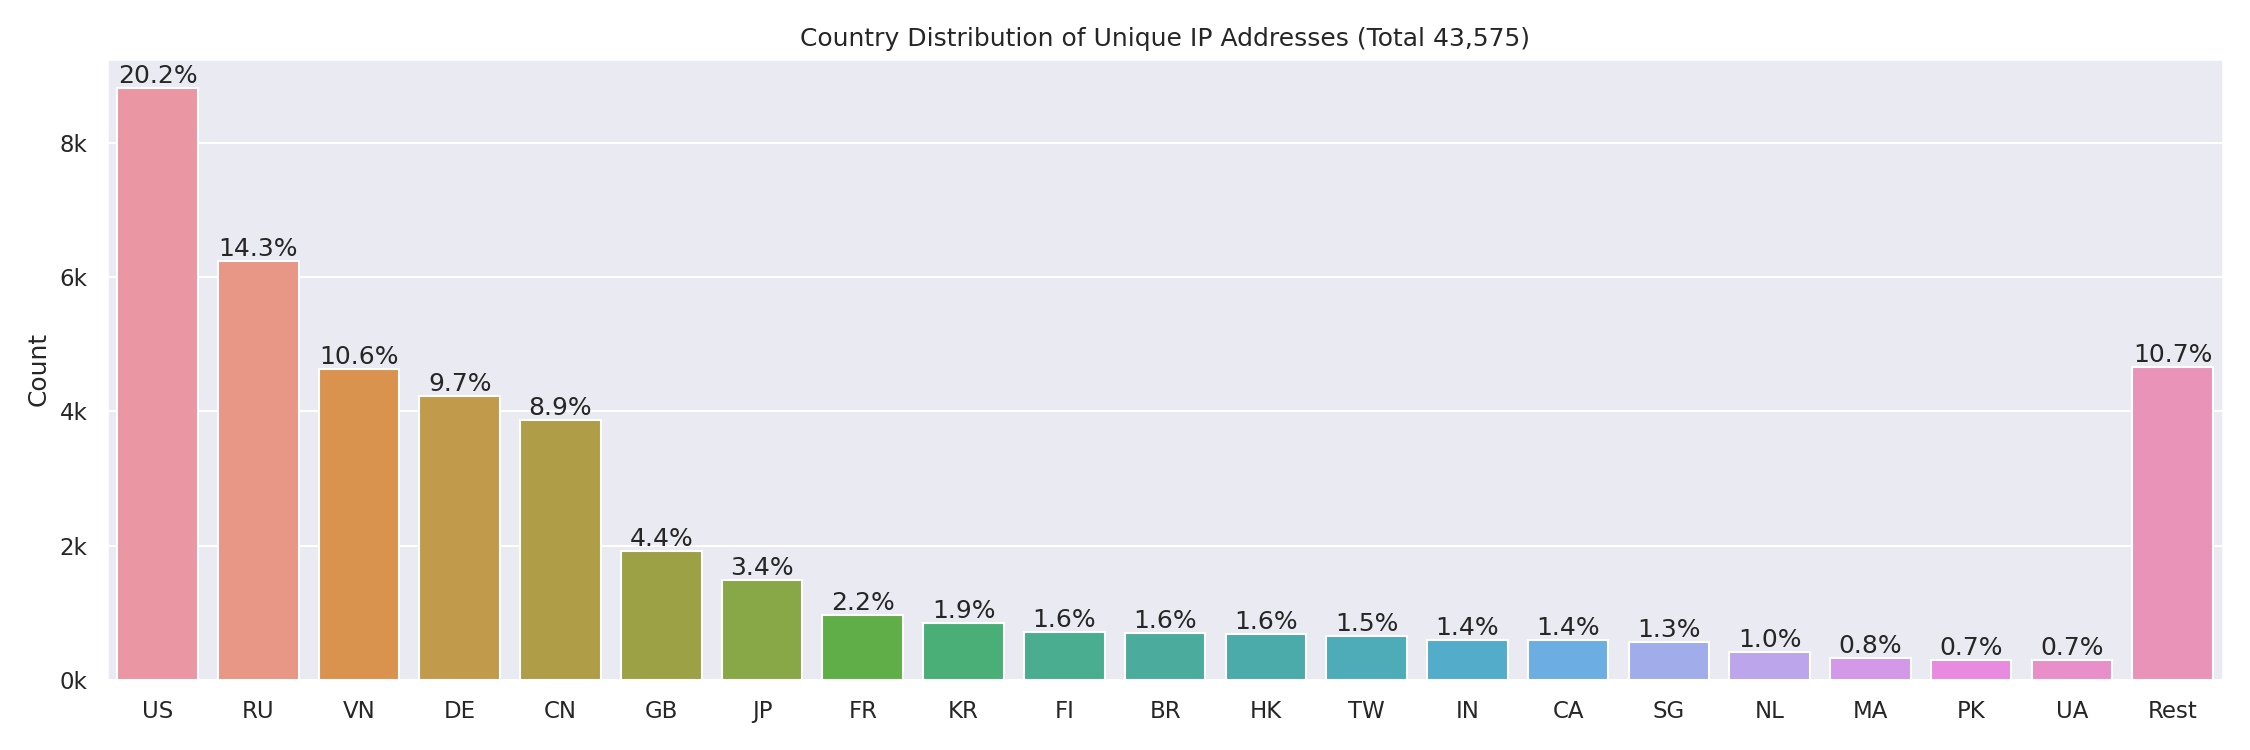 Country Distribution of Unique IP Addresses (Total 43,575)
Count
8k
6k
4k
2k
0k
20.2%
14.3%
10.6%
9.7%
8.9%
4.4%
3.4%
2.2%
1.9%
1.6%
1.6%
1.6%
1.5%
1.4%
1.4%
1.3%
1.0%
0.8%
0.7%
0.7%
10.7%
US RU VN DE CN GB JP FR KR FI BR HK TW IN CA SG NL MA PK UA Rest